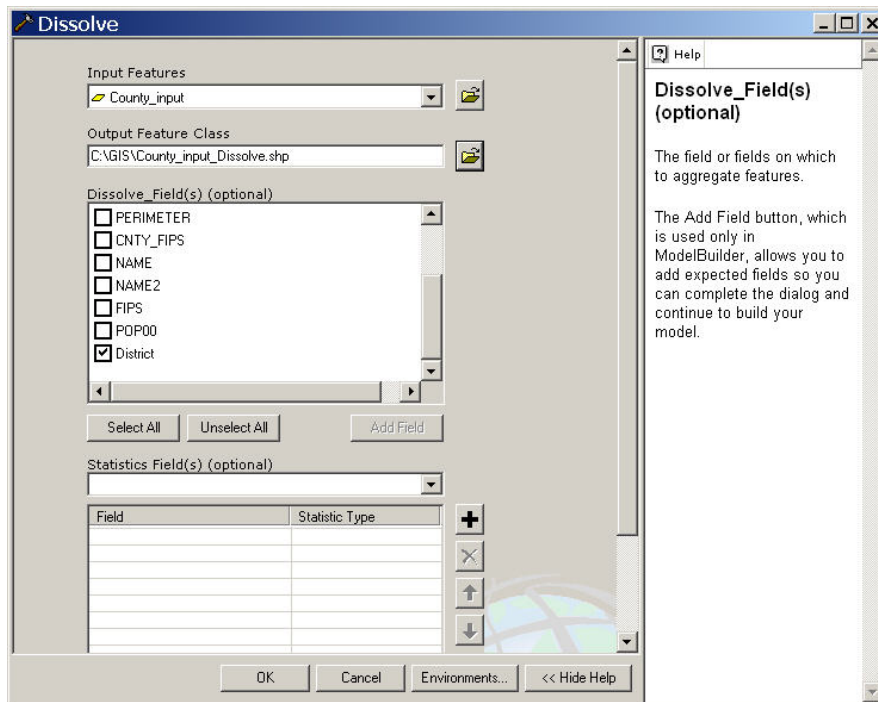 Dissolve
Input Features
County_input
Output Feature Class
C:\GIS\County_input_Dissolve.shp
Dissolve_Field(s) (optional)
PERIMETER
CNTY_FIPS
NAME
NAME2
FIPS
POP00
District
Select All
Unselect All
Add Field
Statistics Field(s) (optional)
Field
Statistic Type
OK
Cancel
Environments...
<< Hide Help
Help
Dissolve_Field(s)
(optional)
The field or fields on which
to aggregate features.
The Add Field button, which
is used only in
ModelBuilder, allows you to
add expected fields so you
can complete the dialog and
continue to build your
model.